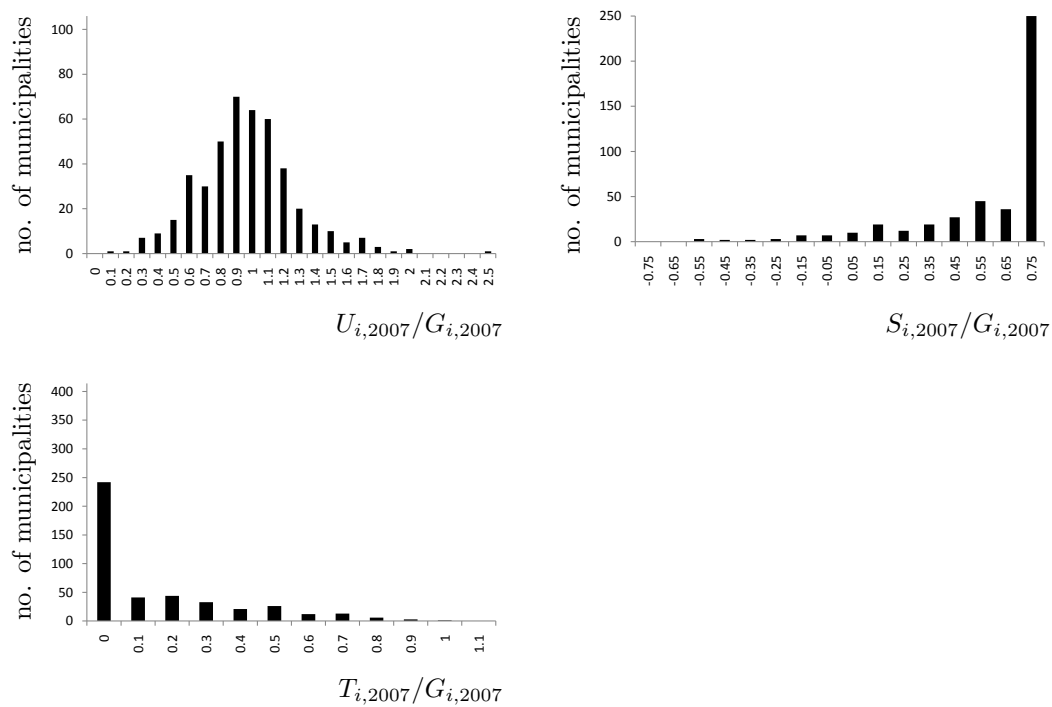 no. of municipalities
100
80
60
40
20
0
0 0.1 0.2 0.3 0.4 0.5 0.6 0.7 0.8 0.9 1 1.1 1.2 1.3 1.4 1.5 1.6 1.7 1.8 1.9 2 2.1 2.2 2.3 2.4 2.5
U_{i,2007}/G_{i,2007}
no. of municipalities
250
200
150
100
50
0
-0.75 -0.65 -0.55 -0.45 -0.35 -0.25 -0.15 -0.05 0.05 0.15 0.25 0.35 0.45 0.55 0.65 0.75
S_{i,2007}/G_{i,2007}
no. of municipalities
400
350
300
250
200
150
100
50
0
0 0.1 0.2 0.3 0.4 0.5 0.6 0.7 0.8 0.9 1 1.1
T_{i,2007}/G_{i,2007}